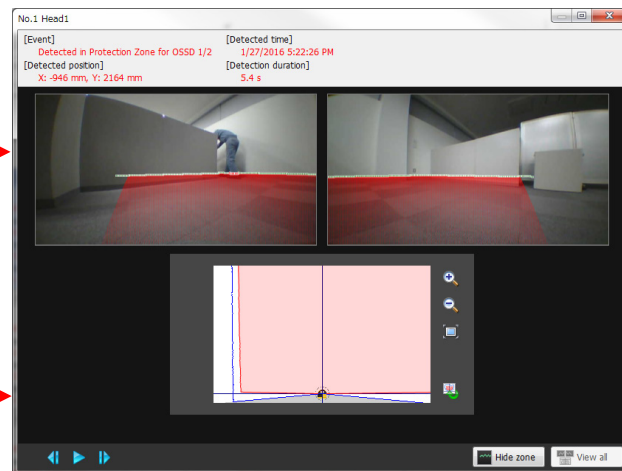 No.1 Head1
[Event]
Detected in Protection Zone for OSSD 1/2
[Detected time]
1/27/2016 5:22:26 PM
[Detected position]
X: -946 mm, Y: 2164 mm
[Detection duration]
5.4 s
Hide zone
View all